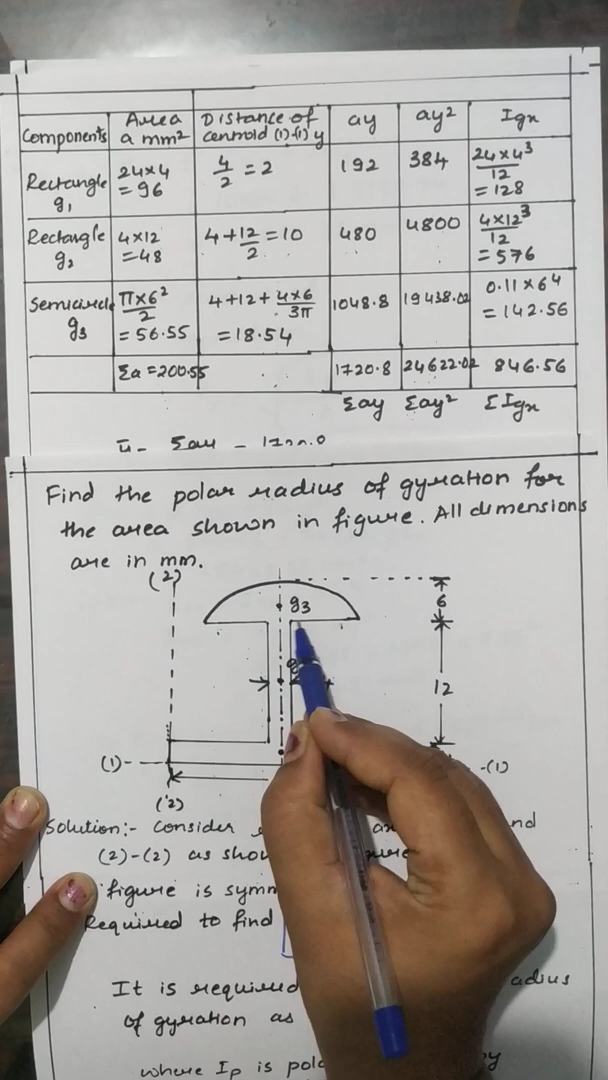 Components | Area a mm² | Distance of centroid (1)-(1) y | ay | ay² | Igx
Rectangle g₁ | 24×4 = 96 | 4/2 = 2 | 192 | 384 | 24×4³/12 = 128
Rectangle g₂ | 4×12 = 48 | 4+12/2 = 10 | 480 | 4800 | 4×12³/12 = 576
Semicircle g₃ | π×6²/2 = 56.55 | 4+12+4×6/3π = 18.54 | 1048.8 | 19438.02 | 0.11×6⁴ = 142.56
Σa = 200.55 | 1720.8 | 24622.02 | 846.56
Σay Σay² ΣIgx
Find the polar radius of gyration for
the area shown in figure. All dimensions
are in mm.
(2)
g₃
6
12
(1) -(1)
(2)
Solution:- Consider
(2)-(2) as
figure is
Required to find
It is
of gyration as
where Ip is